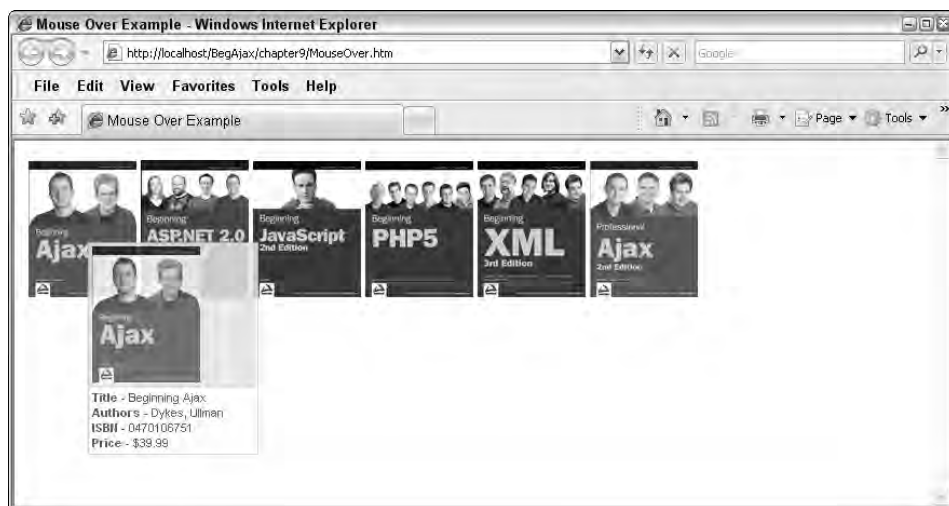 Mouse Over Example - Windows Internet Explorer
http://localhost/BegAjax/chapter9/MouseOver.htm
Google
File Edit View Favorites Tools Help
Mouse Over Example
Page Tools
Beginning
Ajax
Beginning
ASP.NET 2.0
Beginning
JavaScript
2nd Edition
Beginning
PHP5
Beginning
XML
3rd Edition
Professional
Ajax
2nd Edition
Beginning
Ajax
Title - Beginning Ajax
Authors - Dykes, Ullman
ISBN - 0470106751
Price - $39.99